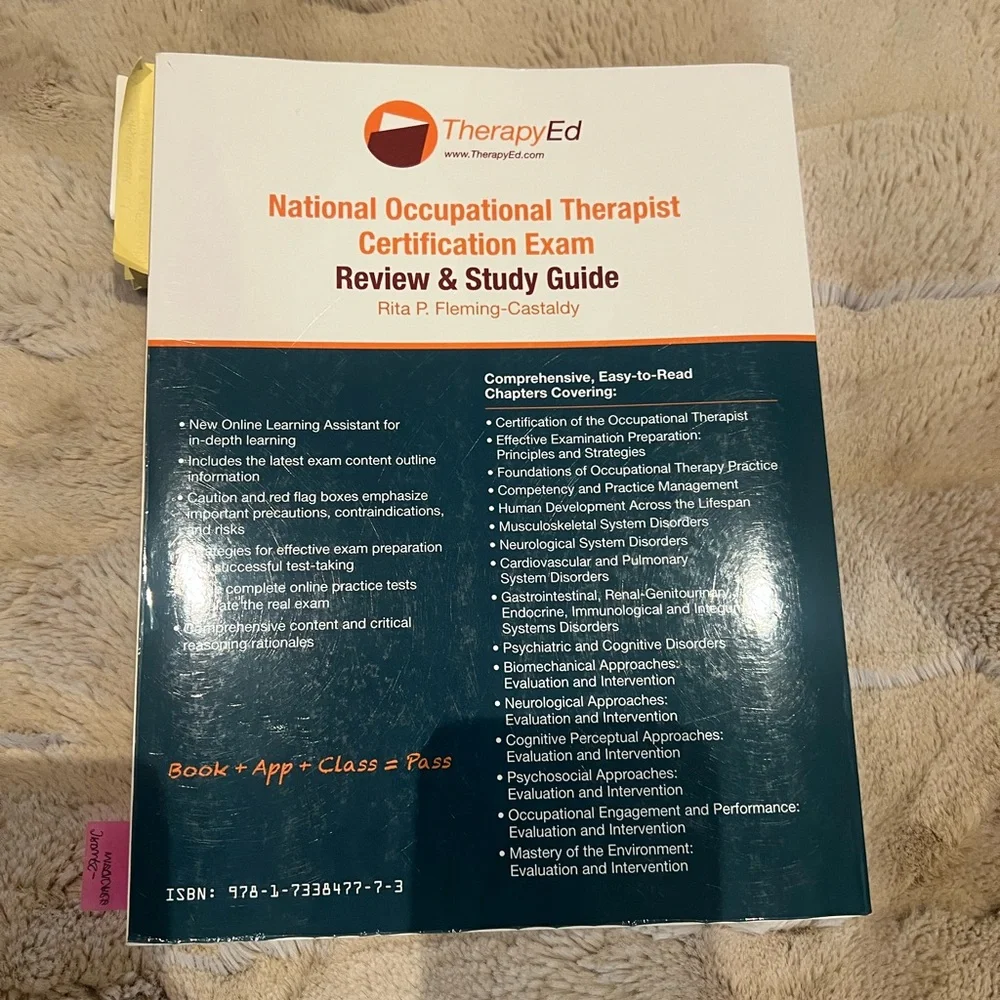 TherapyEd
www.TherapyEd.com
National Occupational Therapist
Certification Exam
Review & Study Guide
Rita P. Fleming-Castaldy
• New Online Learning Assistant for
in-depth learning
• Includes the latest exam content outline
information
• Caution and red flag boxes emphasize
important precautions, contraindications,
and risks
for effective exam preparation
successful test-taking
complete online practice tests
the real exam
• Comprehensive content and critical
reasoning rationales
Book + App + Class = Pass
ISBN: 978-1-7338477-7-3
Comprehensive, Easy-to-Read
Chapters Covering:
• Certification of the Occupational Therapist
• Effective Examination Preparation:
Principles and Strategies
• Foundations of Occupational Therapy Practice
• Competency and Practice Management
• Human Development Across the Lifespan
• Musculoskeletal System Disorders
• Neurological System Disorders
• Cardiovascular and Pulmonary
System Disorders
• Gastrointestinal, Renal-Genitourinary,
Endocrine, Immunological and
Systems Disorders
• Psychiatric and Cognitive Disorders
• Biomechanical Approaches:
Evaluation and Intervention
• Neurological Approaches:
Evaluation and Intervention
• Cognitive Perceptual Approaches:
Evaluation and Intervention
• Psychosocial Approaches:
Evaluation and Intervention
• Occupational Engagement and Performance:
Evaluation and Intervention
• Mastery of the Environment:
Evaluation and Intervention